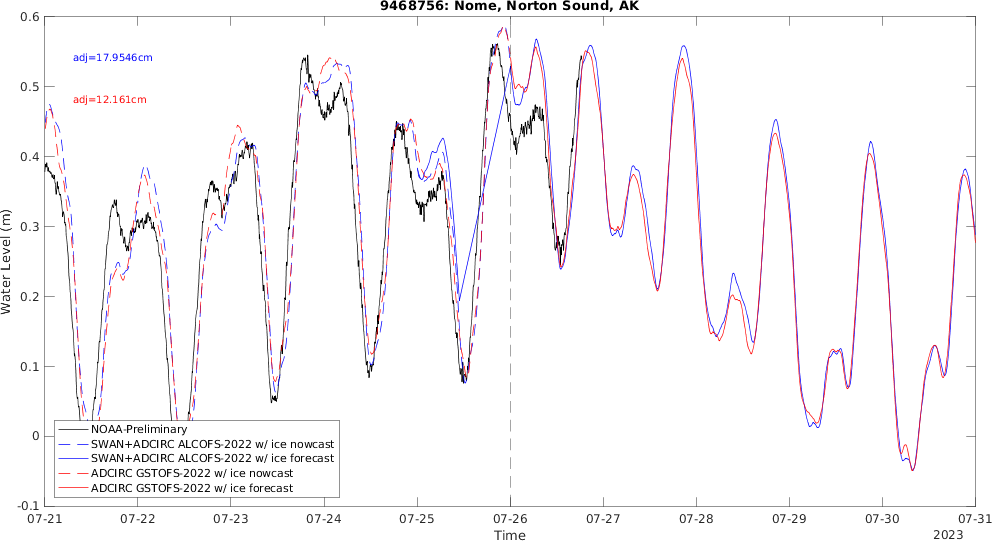 9468756: Nome, Norton Sound, AK
adj=17.9546cm
adj=12.161cm
Water Level (m)
0.6
0.5
0.4
0.3
0.2
0.1
0
-0.1
NOAA-Preliminary
SWAN+ADCIRC ALCOFS-2022 w/ ice nowcast
SWAN+ADCIRC ALCOFS-2022 w/ ice forecast
ADCIRC GSTOFS-2022 w/ ice nowcast
ADCIRC GSTOFS-2022 w/ ice forecast
07-21 07-22 07-23 07-24 07-25 07-26 07-27 07-28 07-29 07-30 07-31
Time
2023